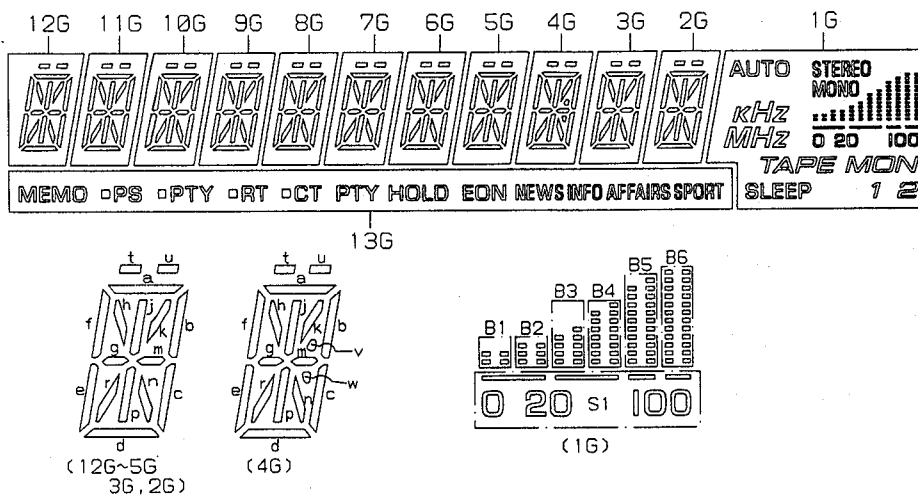 12G 11G 10G 9G 8G 7G 6G 5G 4G 3G 2G 1G
AUTO STEREO
MONO
kHz
MHz 0 20 100
TAPE MON
MEMO PS PTY RT CT PTY HOLD EON NEWS INFO AFFAIRS SPORT SLEEP 1 2
13G
t u t u
a a
h j h j
f k b f k b
g m g m v
r n r n w
e p c e p c
d d
(12G~5G
3G,2G)
(4G)
B1 B2 B3 B4 B5 B6
0 20 S1 100
(1G)